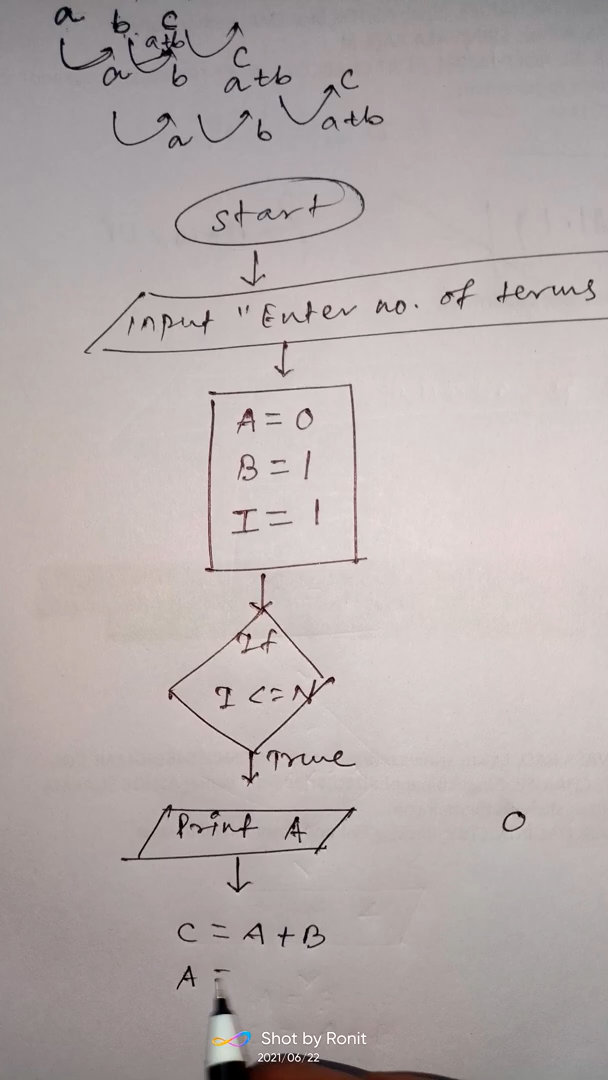 a b c
a+b c
a b a+b c
a b a+b
start
Input "Enter no. of terms
A = 0
B = 1
I = 1
If
I <= N
True
Print A
0
C = A + B
A =
Shot by Ronit
2021/06/22